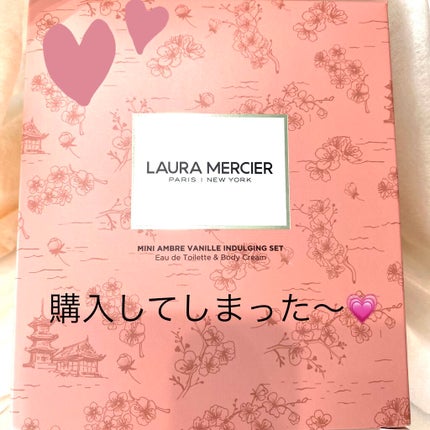 LAURA MERCIER
PARIS | NEW YORK
MINI AMBRE VANILLE INDULGING SET
Eau de Toilette & Body Cream
購入してしまった〜💗